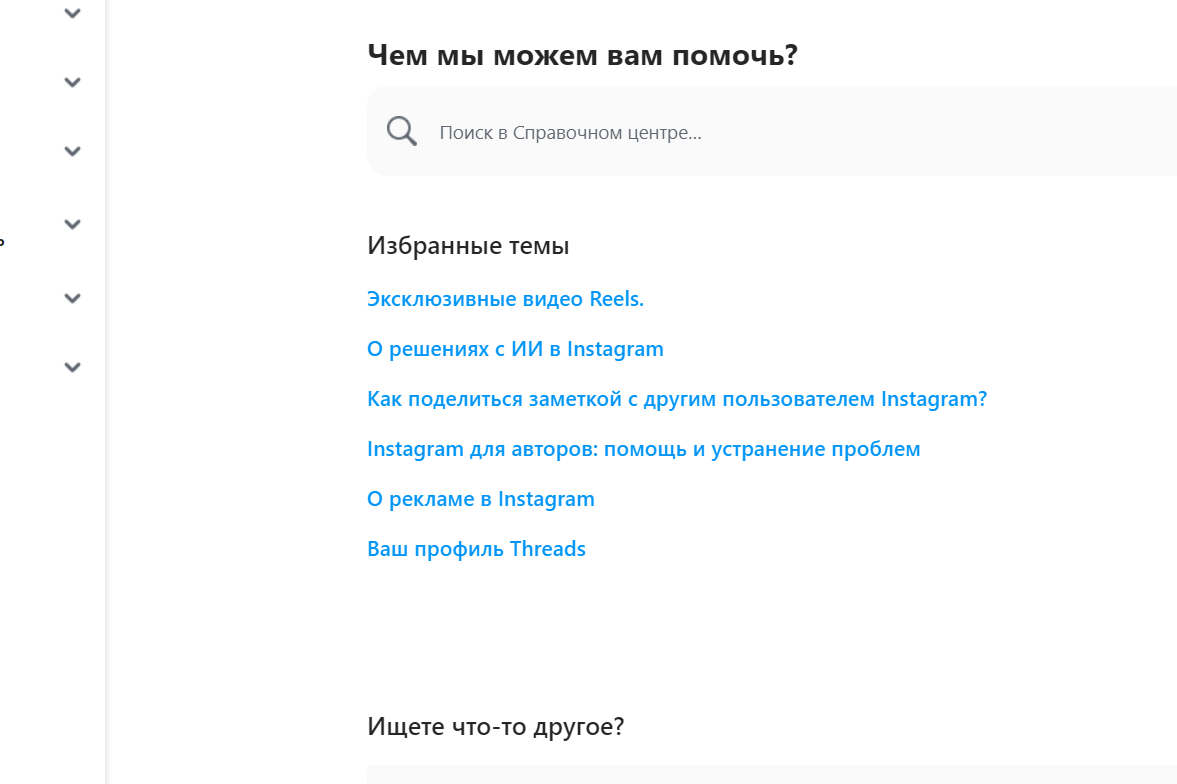 Чем мы можем вам помочь?
Поиск в Справочном центре...
Избранные темы
Эксклюзивные видео Reels.
О решениях с ИИ в Instagram
Как поделиться заметкой с другим пользователем Instagram?
Instagram для авторов: помощь и устранение проблем
О рекламе в Instagram
Ваш профиль Threads
Ищете что-то другое?